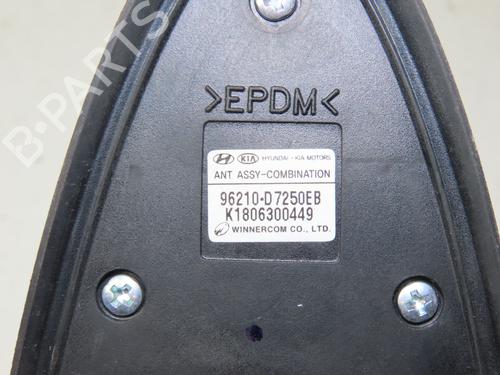 B-PARTS
>EPDM<
KIA HYUNDAI - KIA MOTORS
ANT ASSY-COMBINATION
96210-D7250EB
K1806300449
WINNERCOM CO., LTD.